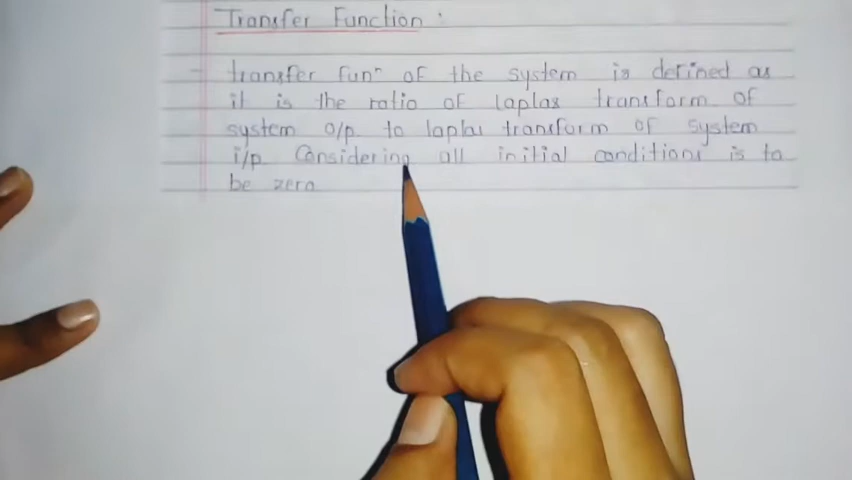 Transfer Function :
- transfer funⁿ of the system is defined as
it is the ratio of laplas transform of
system o/p to laplas transform of system
i/p Considering all initial conditions is to
be zero